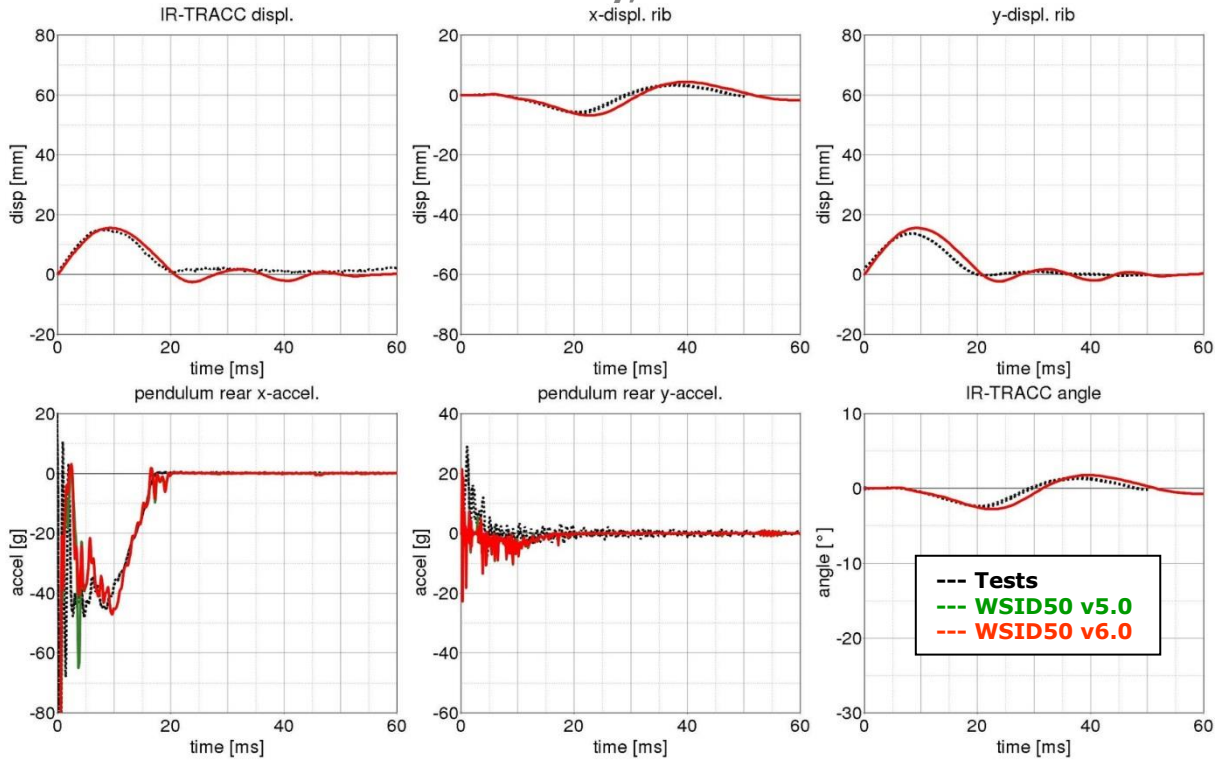 IR-TRACC displ.
80
60
40
20
0
-20
disp [mm]
0 20 40 60
time [ms]
x-displ. rib
20
0
-20
-40
-60
-80
disp [mm]
0 20 40 60
time [ms]
y-displ. rib
80
60
40
20
0
-20
disp [mm]
0 20 40 60
time [ms]
pendulum rear x-accel.
20
0
-20
-40
-60
-80
accel [g]
0 20 40 60
time [ms]
pendulum rear y-accel.
40
20
0
-20
-40
-60
accel [g]
0 20 40 60
time [ms]
IR-TRACC angle
10
0
-10
-20
-30
angle [°]
0 20 40 60
time [ms]
--- Tests
--- WSID50 v5.0
--- WSID50 v6.0